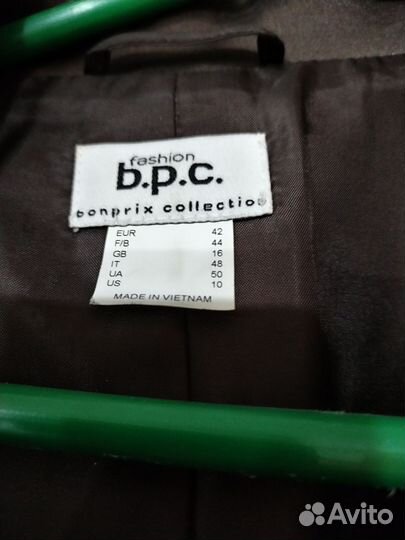 fashion
b.p.c.
bonprix collection
EUR 42
F/B 44
GB 16
IT 48
UA 50
US 10
MADE IN VIETNAM
Avito